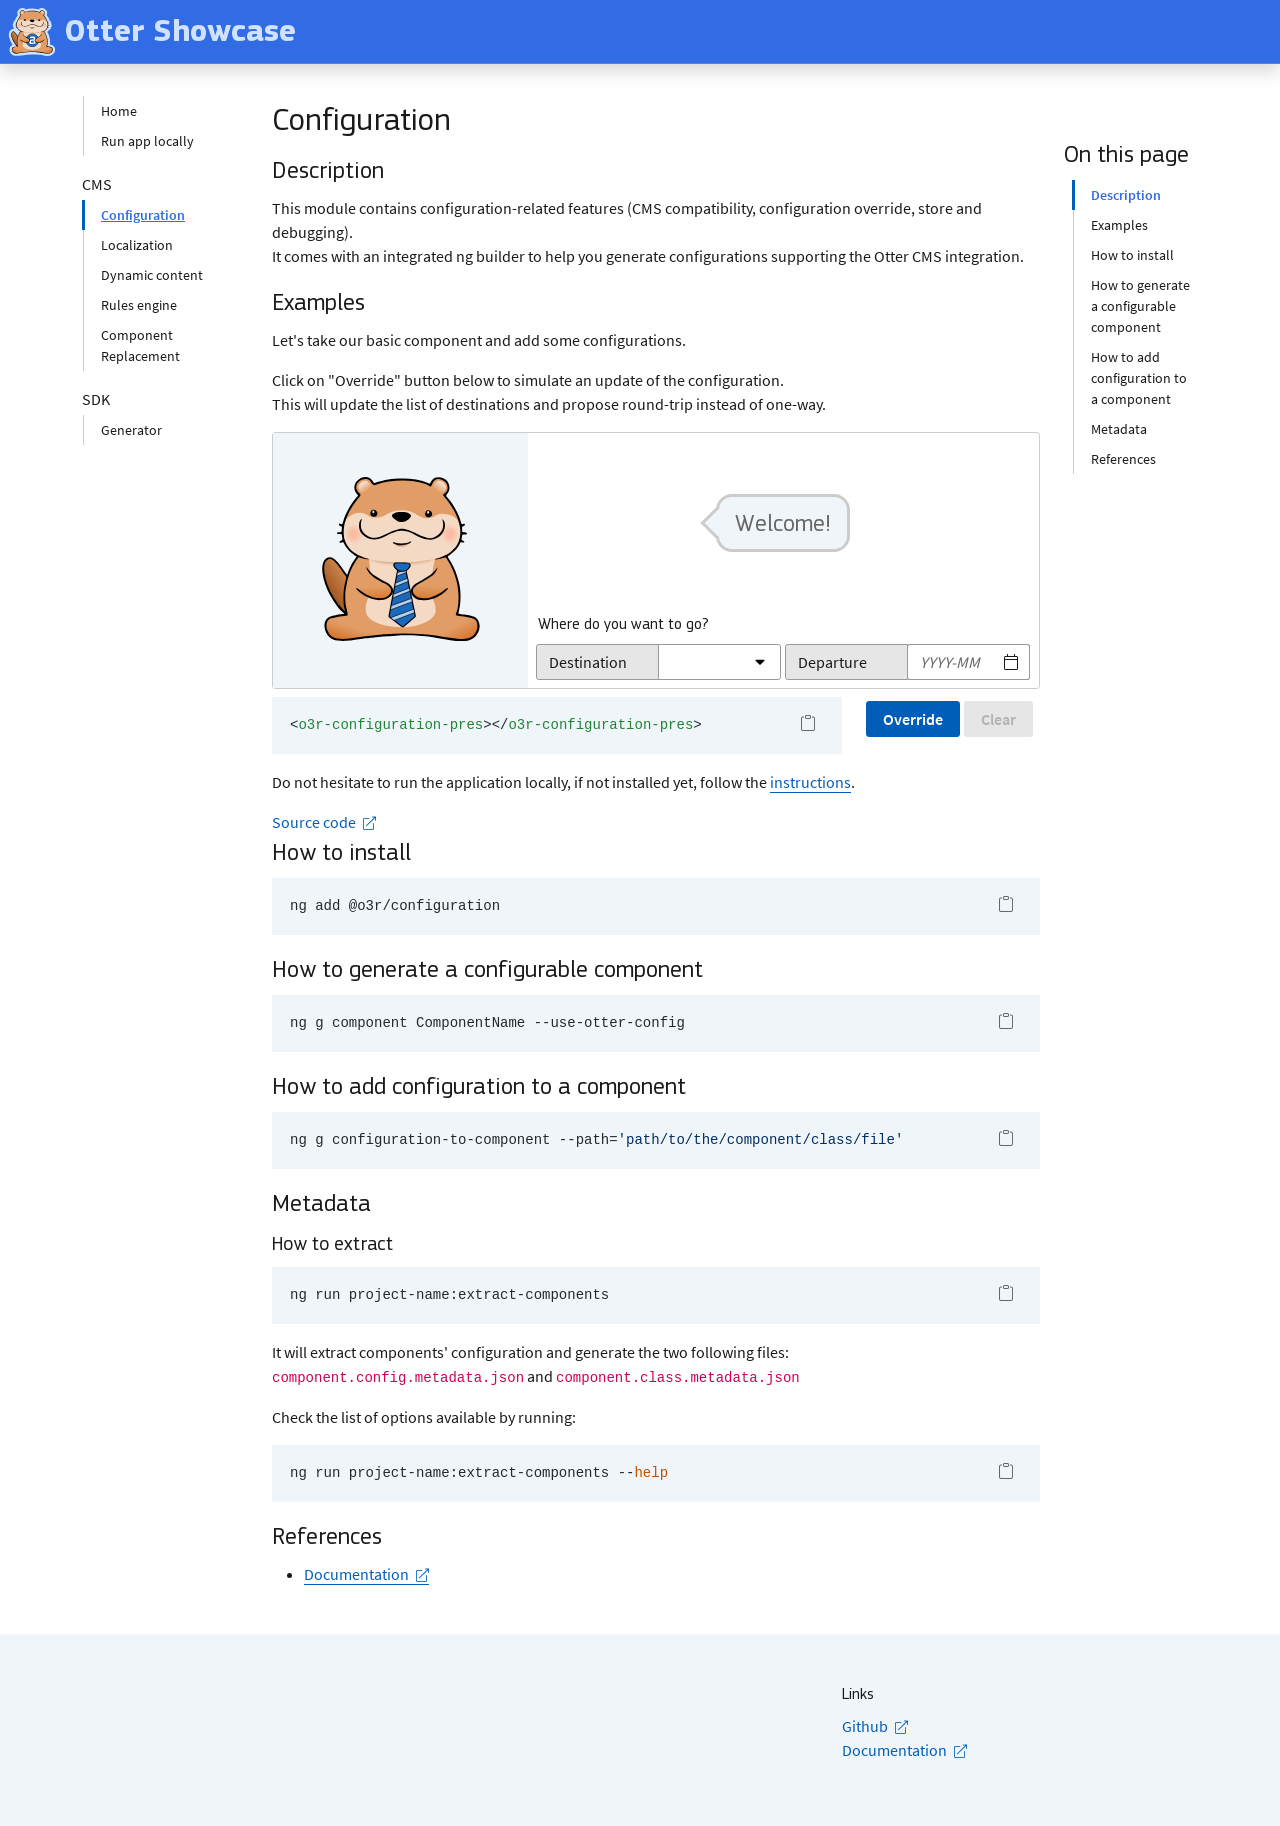 Otter Showcase
Home
Run app locally
CMS
Configuration
Localization
Dynamic content
Rules engine
Component
Replacement
SDK
Generator
Configuration
Description
This module contains configuration-related features (CMS compatibility, configuration override, store and
debugging).
It comes with an integrated ng builder to help you generate configurations supporting the Otter CMS integration.
Examples
Let's take our basic component and add some configurations.
Click on "Override" button below to simulate an update of the configuration.
This will update the list of destinations and propose round-trip instead of one-way.
Welcome!
Where do you want to go?
Destination
Departure
YYYY-MM
<o3r-configuration-pres></o3r-configuration-pres>
Override
Clear
Do not hesitate to run the application locally, if not installed yet, follow the instructions.
Source code
How to install
ng add @o3r/configuration
How to generate a configurable component
ng g component ComponentName --use-otter-config
How to add configuration to a component
ng g configuration-to-component --path='path/to/the/component/class/file'
Metadata
How to extract
ng run project-name:extract-components
It will extract components' configuration and generate the two following files:
component.config.metadata.json and component.class.metadata.json
Check the list of options available by running:
ng run project-name:extract-components --help
References
Documentation
On this page
Description
Examples
How to install
How to generate
a configurable
component
How to add
configuration to
a component
Metadata
References
Links
Github
Documentation